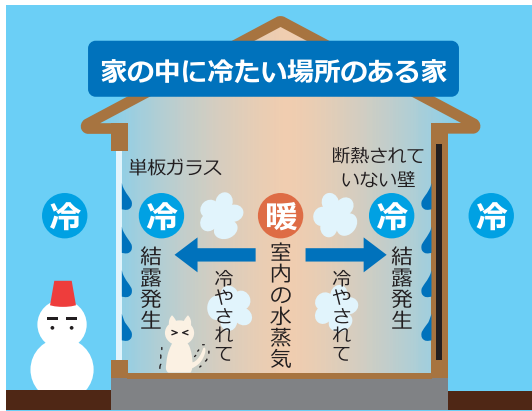 家の中に冷たい場所のある家
単板ガラス
断熱されて
いない壁
冷
冷
暖
冷
冷
結露発生
冷やされて
室内の水蒸気
冷やされて
結露発生